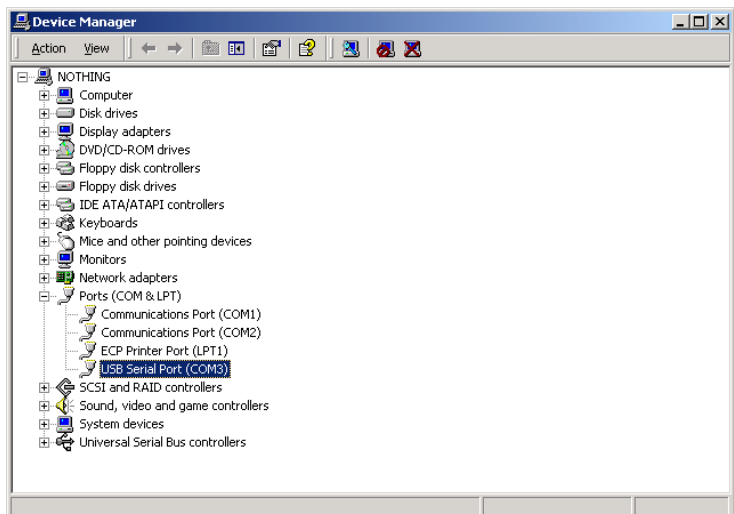 Device Manager
Action View
NOTHING
Computer
Disk drives
Display adapters
DVD/CD-ROM drives
Floppy disk controllers
Floppy disk drives
IDE ATA/ATAPI controllers
Keyboards
Mice and other pointing devices
Monitors
Network adapters
Ports (COM & LPT)
Communications Port (COM1)
Communications Port (COM2)
ECP Printer Port (LPT1)
USB Serial Port (COM3)
SCSI and RAID controllers
Sound, video and game controllers
System devices
Universal Serial Bus controllers